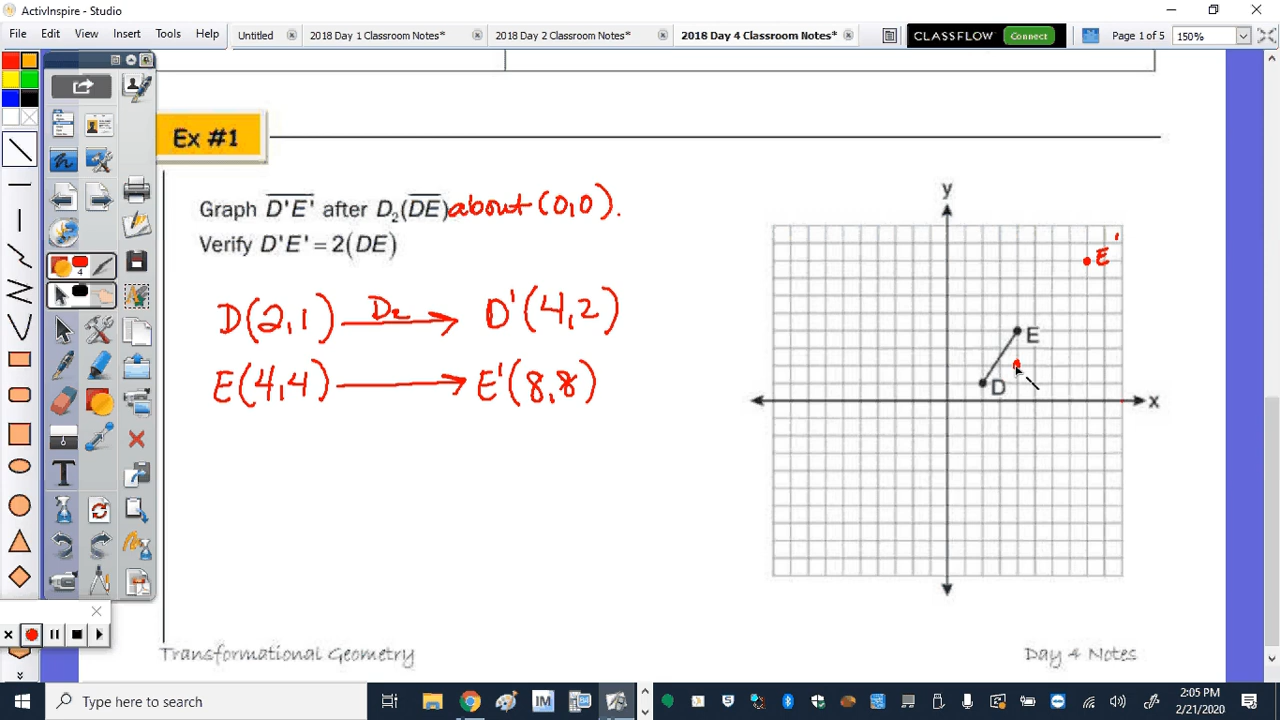 ActivInspire - Studio
File Edit View Insert Tools Help Untitled 2018 Day 1 Classroom Notes* 2018 Day 2 Classroom Notes* 2018 Day 4 Classroom Notes* CLASSFLOW Connect Page 1 of 5 150%
Ex #1
Graph D'E' after D2(DE) about (0,0).
Verify D'E' = 2(DE)
D(2,1) D2 D'(4,2)
E(4,4) E'(8,8)
y
E'
E
D
x
4
T
Transformational Geometry Day 4 Notes
Type here to search
IM
2:05 PM
2/21/2020